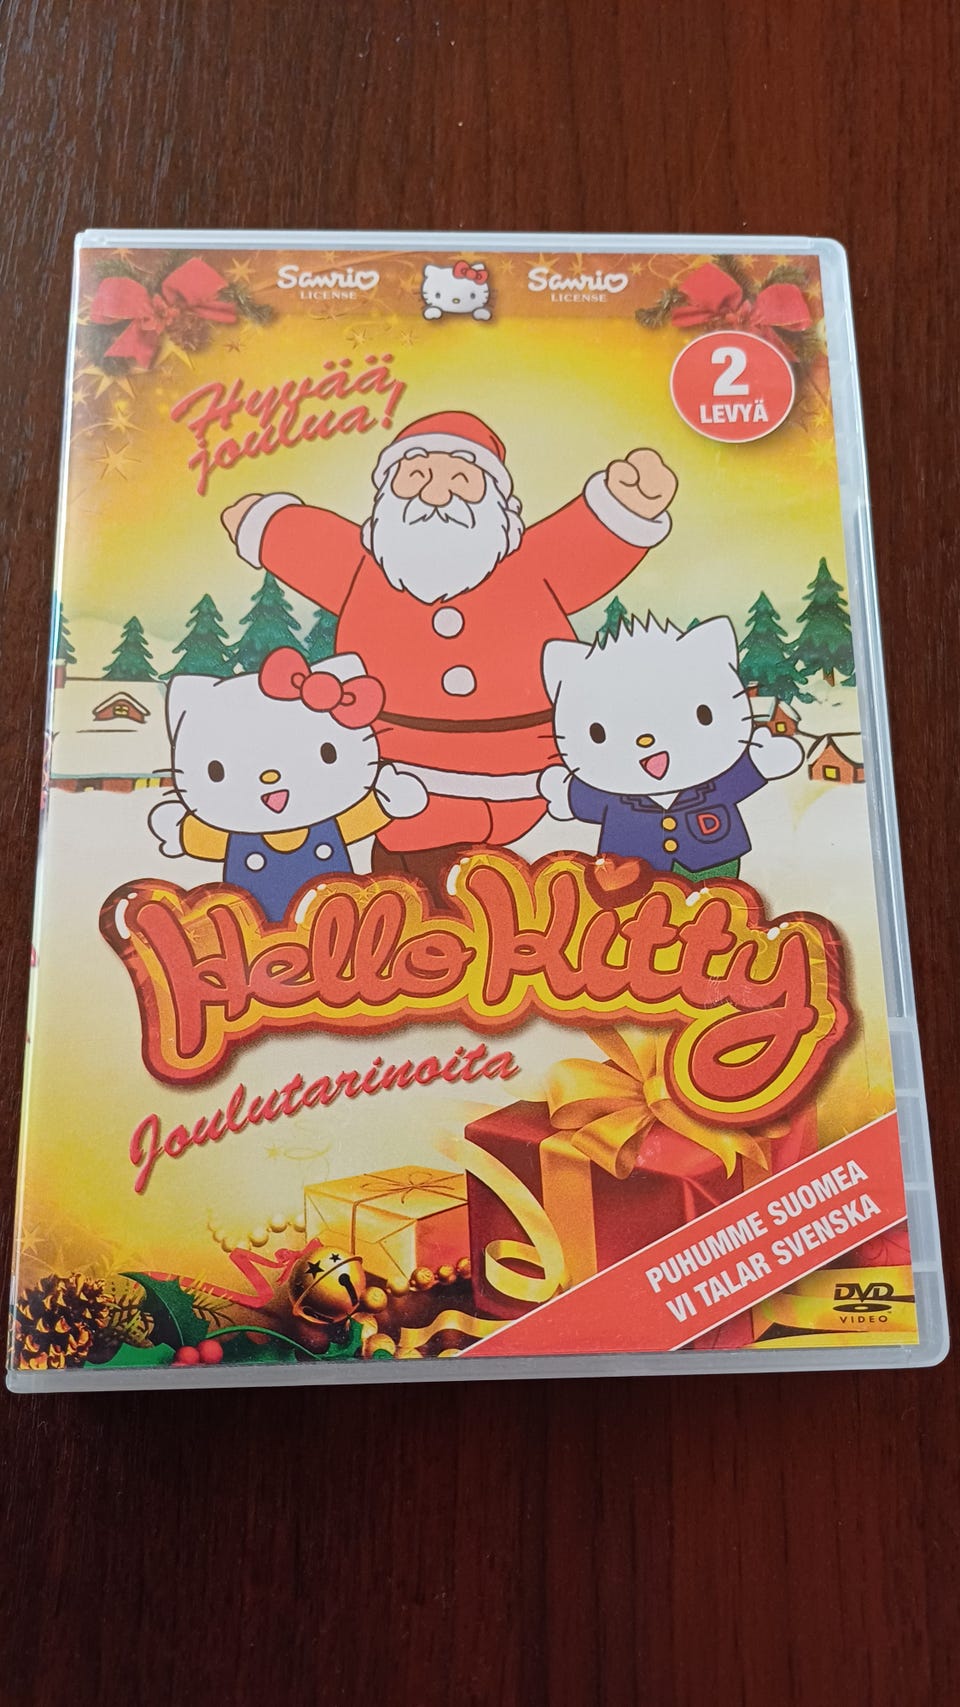 Sanrio
LICENSE
Sanrio
LICENSE
Hyvää
joulua!
2
LEVYÄ
D
Hello Kitty
Joulutarinoita
PUHUMME SUOMEA
VI TALAR SVENSKA
DVD
VIDEO